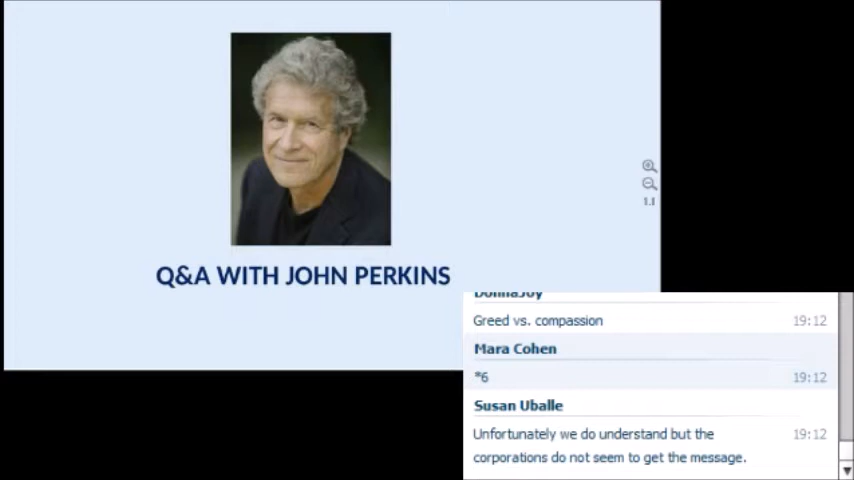 1.1
Q&A WITH JOHN PERKINS
DonnaJoy
Greed vs. compassion 19:12
Mara Cohen
*6 19:12
Susan Uballe
Unfortunately we do understand but the 19:12
corporations do not seem to get the message.